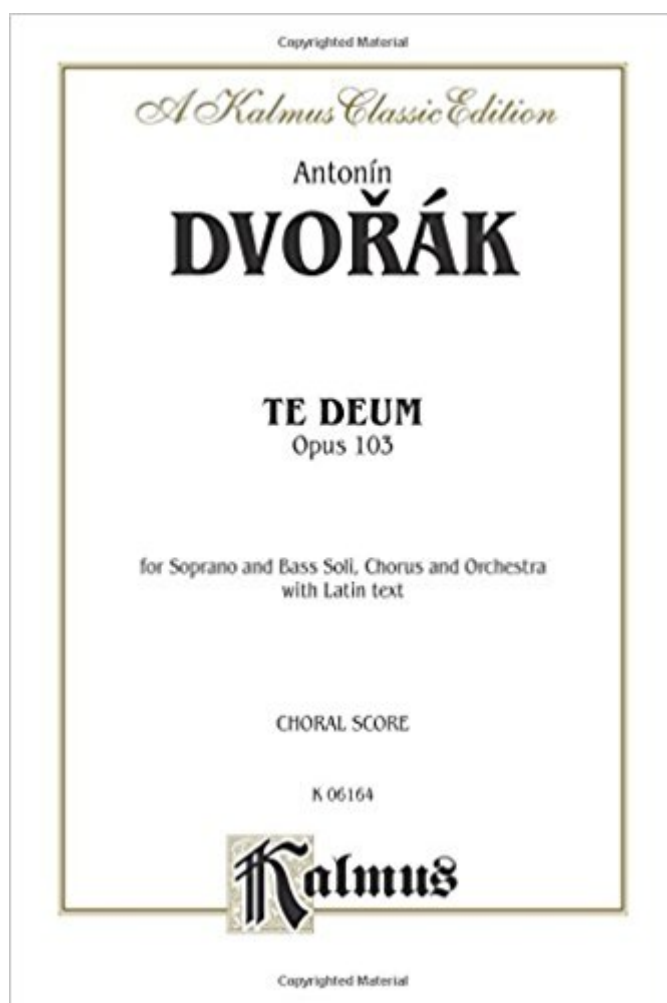 Copyrighted Material
A Kalmus Classic Edition
Antonín
DVOŘÁK
TE DEUM
Opus 103
for Soprano and Bass Soli, Chorus and Orchestra
with Latin text
CHORAL SCORE
K 06164
Kalmus
Copyrighted Material